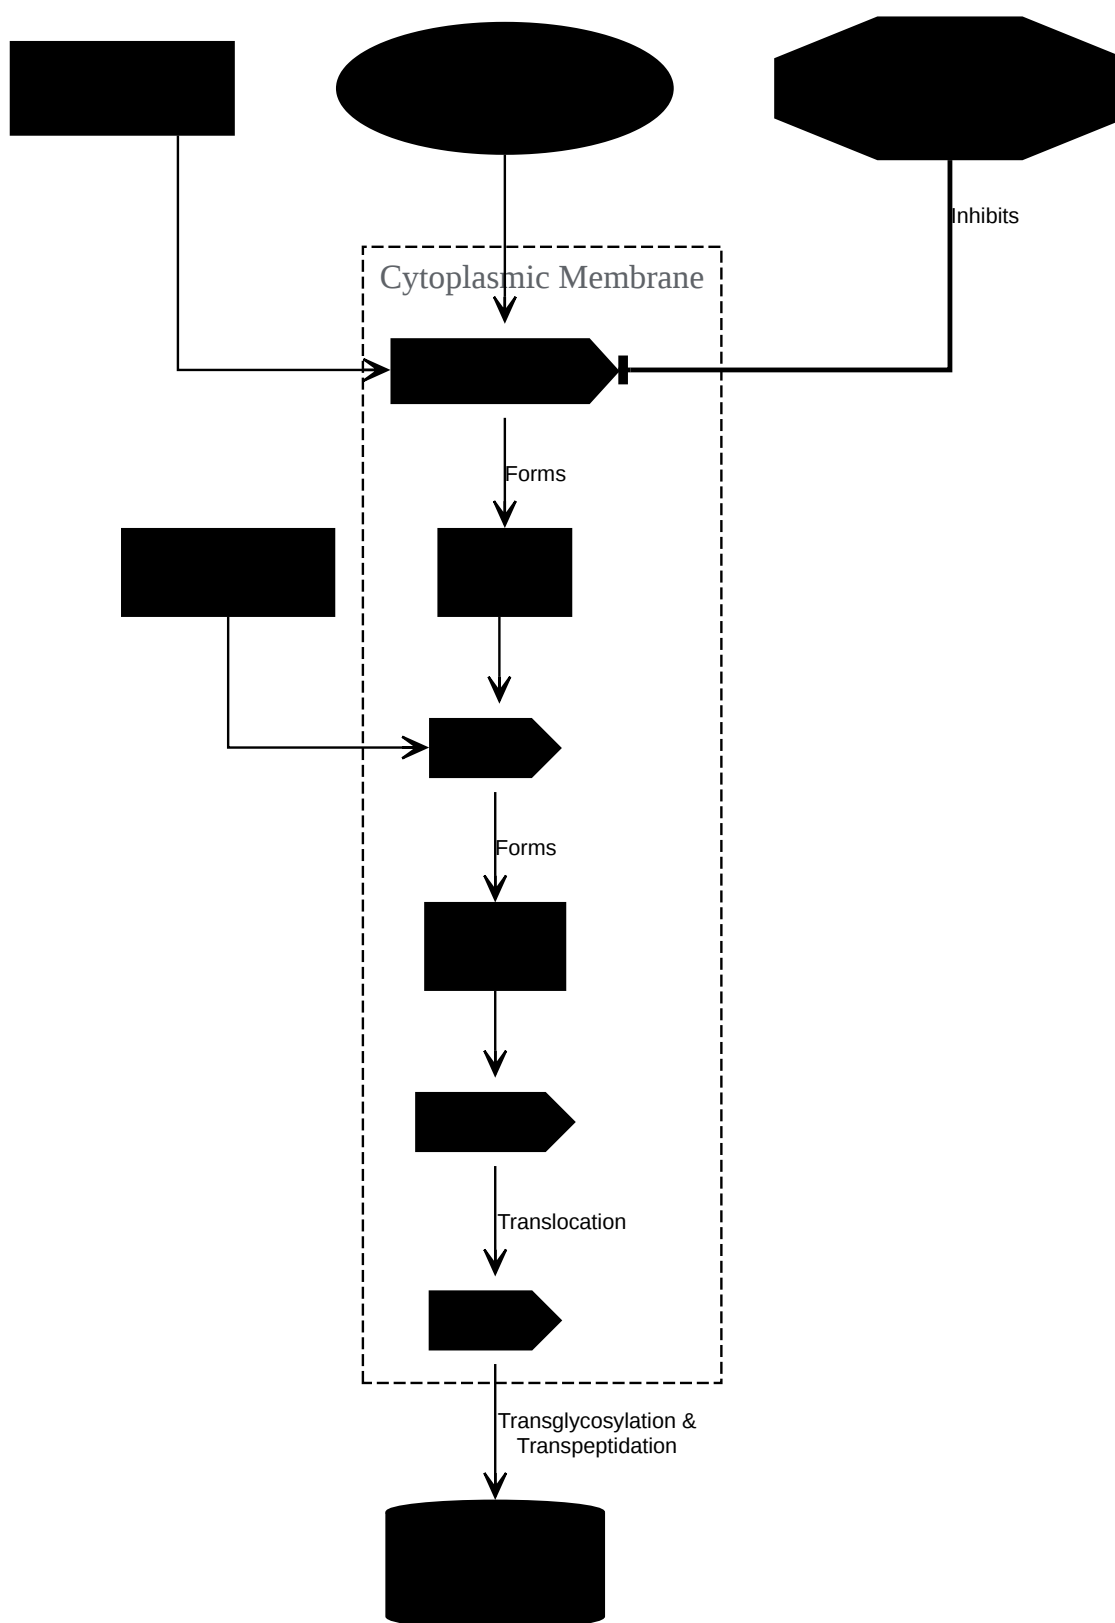 Inhibits
Cytoplasmic Membrane
Forms
Forms
Translocation
Transglycosylation &
Transpeptidation